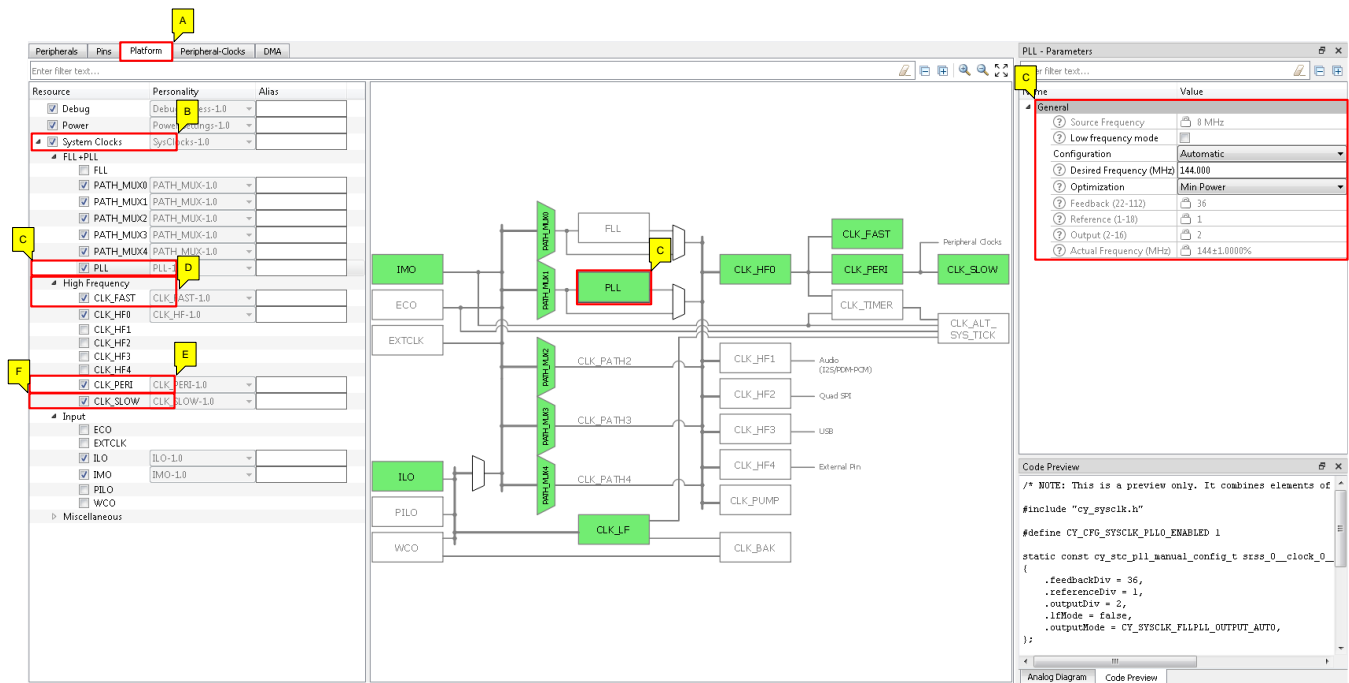 A
Peripherals Pins Platform Peripheral-Clocks DMA
Enter filter text...
Resource Personality Alias
Debug
B
Power
System Clocks SysClocks-1.0
FLL+PLL
FLL
PATH_MUX0 PATH_MUX-1.0
PATH_MUX1 PATH_MUX-1.0
PATH_MUX2 PATH_MUX-1.0
PATH_MUX3 PATH_MUX-1.0
C
PATH_MUX4 PATH_MUX-1.0
PLL
D
High Frequency
CLK_FAST
CLK_HF0 CLK_HF-1.0
CLK_HF1
CLK_HF2
CLK_HF3
E
CLK_HF4
F
CLK_PERI
CLK_SLOW
Input
ECO
EXTCLK
ILO ILO-1.0
IMO IMO-1.0
PILO
WCO
Miscellaneous
IMO
ECO
EXTCLK
ILO
PILO
WCO
PATH_MUX0
PATH_MUX1
PATH_MUX2
PATH_MUX3
PATH_MUX4
FLL
C
PLL
CLK_PATH2
CLK_PATH3
CLK_PATH4
CLK_LF
CLK_HF0
CLK_FAST
CLK_PERI
CLK_TIMER
Peripheral Clocks
CLK_SLOW
CLK_ALT_
SYS_TICK
CLK_HF1 Audio
(I2S/PDM-PCM)
CLK_HF2 Quad SPI
CLK_HF3 USB
CLK_HF4 External Pin
CLK_PUMP
CLK_BAK
PLL - Parameters
C
filter text...
Value
General
Source Frequency 8 MHz
Low frequency mode
Configuration Automatic
Desired Frequency (MHz) 144.000
Optimization Min Power
Feedback (22-112) 36
Reference (1-18) 1
Output (2-16) 2
Actual Frequency (MHz) 144±1.0000%
Code Preview
/* NOTE: This is a preview only. It combines elements of
#include "cy_sysclk.h"
#define CY_CFG_SYSCLK_PLL0_ENABLED 1
static const cy_stc_pll_manual_config_t srss_0__clock_0__
{
.feedbackDiv = 36,
.referenceDiv = 1,
.outputDiv = 2,
.lfMode = false,
.outputMode = CY_SYSCLK_FLLPLL_OUTPUT_AUTO,
};
Analog Diagram Code Preview